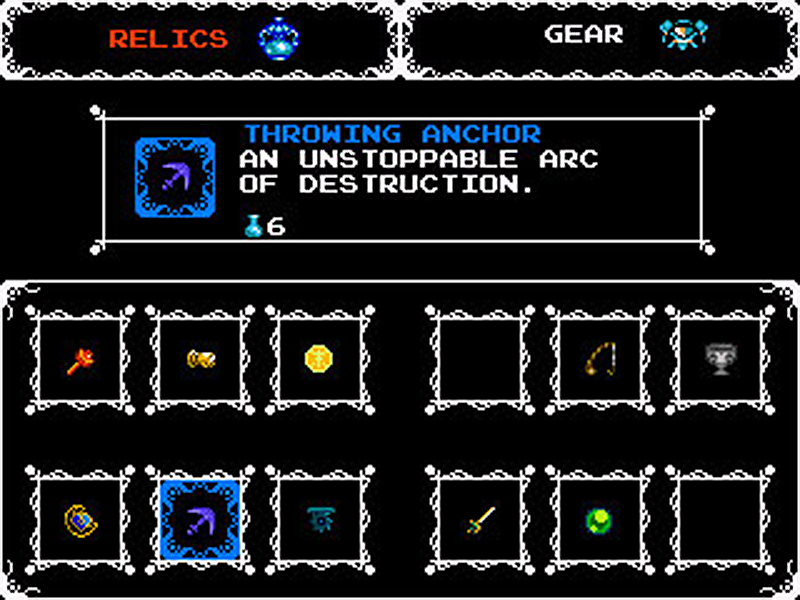 RELICS
GEAR
THROWING ANCHOR
AN UNSTOPPABLE ARC
OF DESTRUCTION.
6